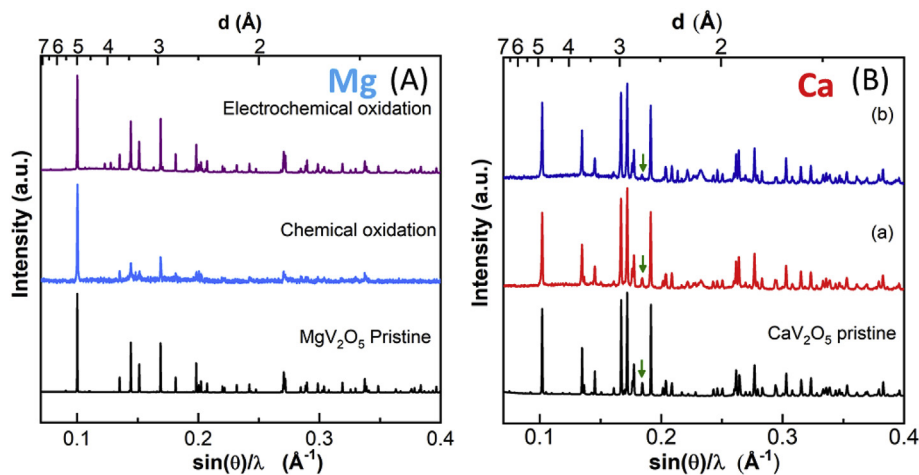 d (Å)
7 6 5 4 3 2
Mg (A)
Electrochemical oxidation
Chemical oxidation
MgV₂O₅ Pristine
Intensity (a.u.)
0.1 0.2 0.3 0.4
sin(θ)/λ (Å⁻¹)
d (Å)
7 6 5 4 3 2
Ca (B)
(b)
(a)
CaV₂O₅ pristine
Intensity (a.u.)
0.1 0.2 0.3 0.4
sin(θ)/λ (Å⁻¹)